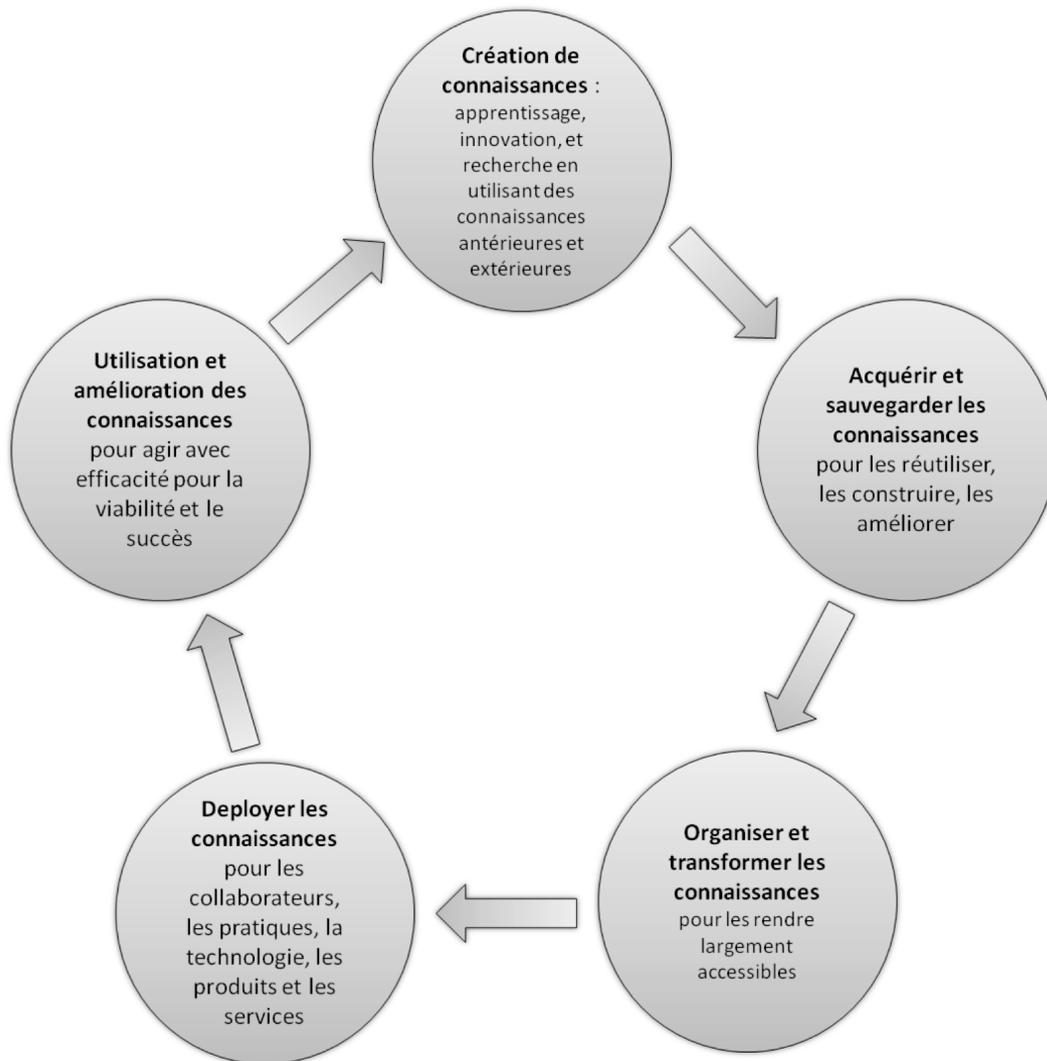 Création de
connaissances :
apprentissage,
innovation, et
recherche en
utilisant des
connaissances
antérieures et
extérieures
Acquérir et
sauvegarder les
connaissances
pour les réutiliser,
les construire, les
améliorer
Organiser et
transformer les
connaissances
pour les rendre
largement
accessibles
Deployer les
connaissances
pour les
collaborateurs,
les pratiques, la
technologie, les
produits et les
services
Utilisation et
amélioration des
connaissances
pour agir avec
efficacité pour la
viabilité et le
succès